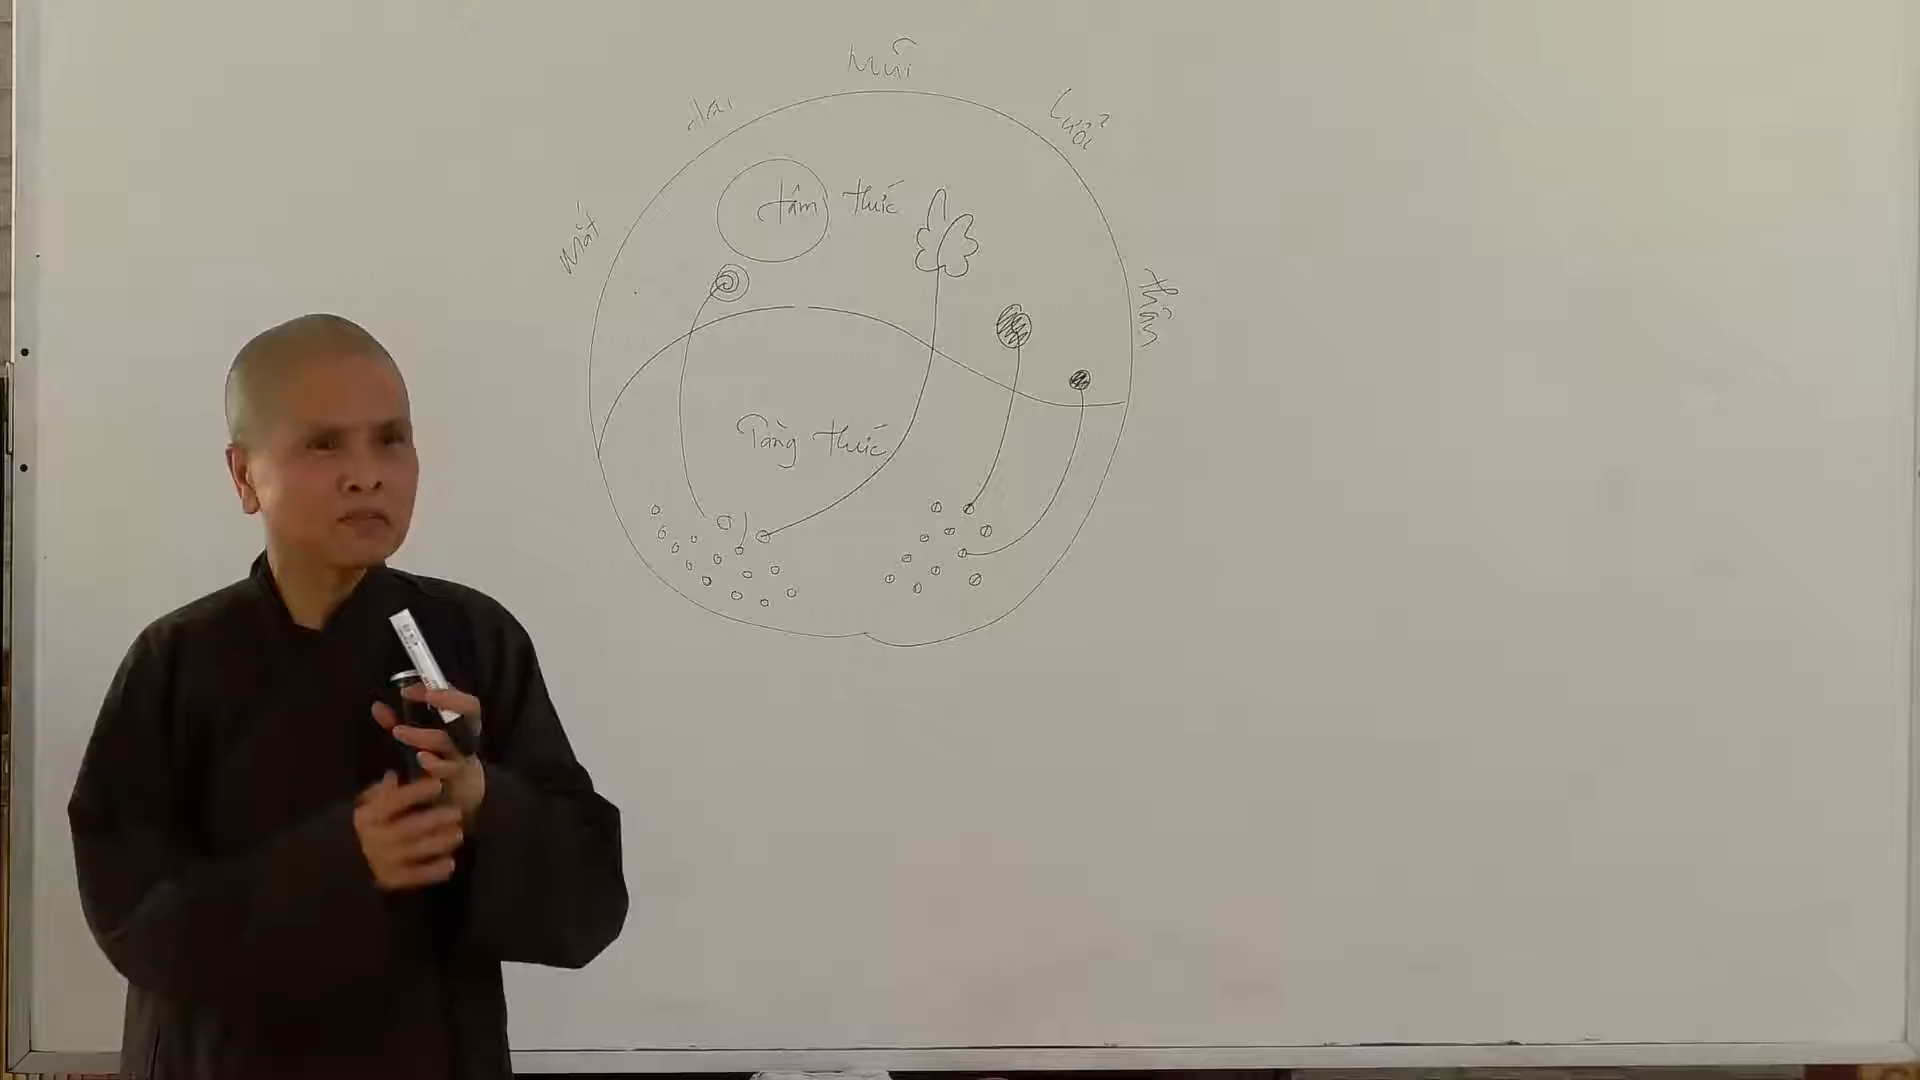 Mũi
Tai
Lưỡi
Mắt
tâm thức
thân
Tàng thức